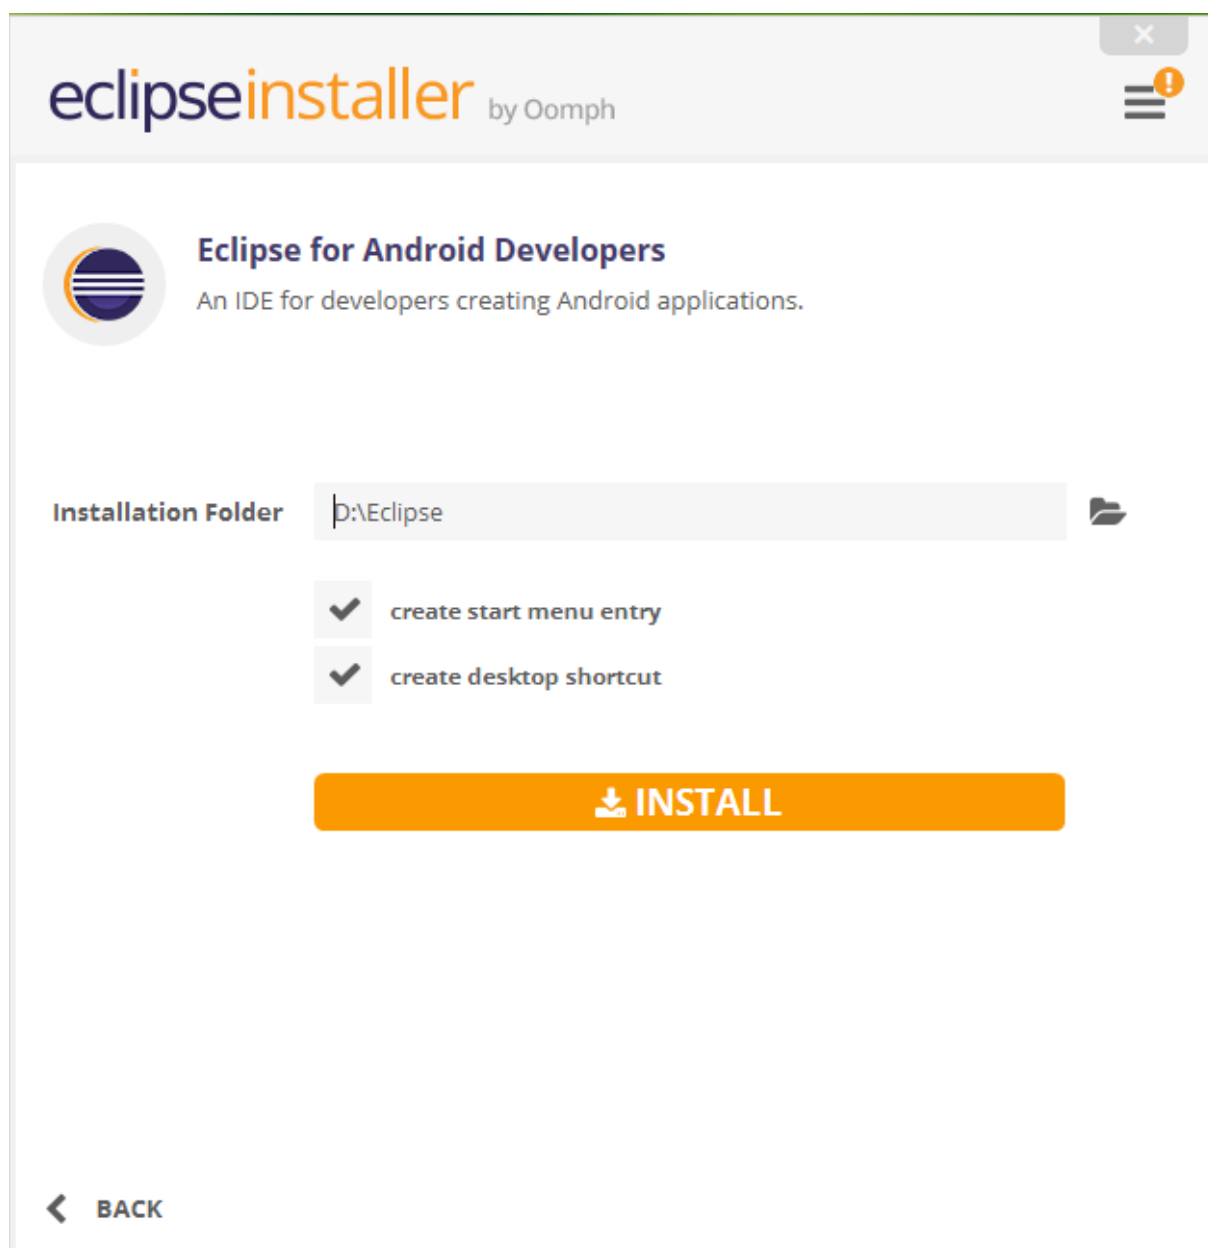 eclipseinstaller by Oomph
Eclipse for Android Developers
An IDE for developers creating Android applications.
Installation Folder D:\Eclipse
create start menu entry
create desktop shortcut
INSTALL
BACK